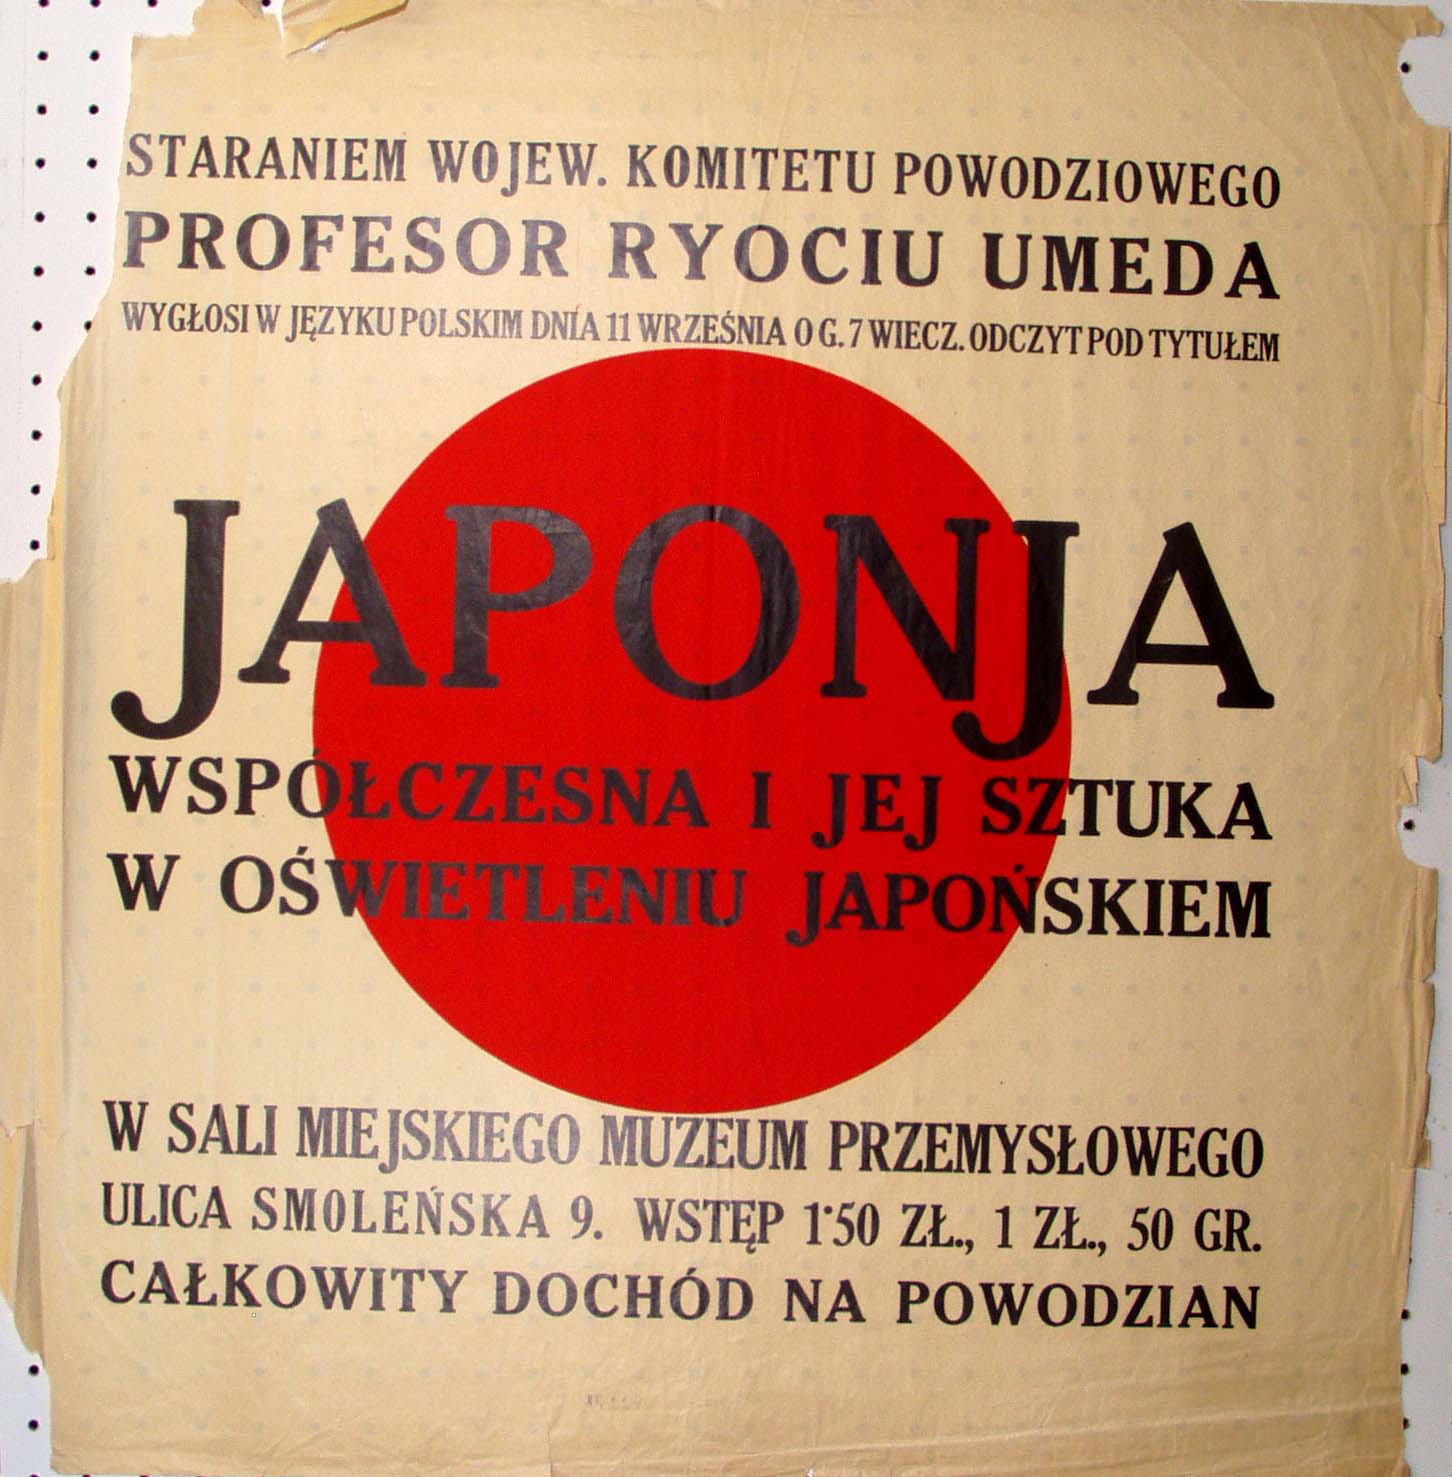 STARANIEM WOJEW. KOMITETU POWODZIOWEGO
PROFESOR RYOCIU UMEDA
WYGŁOSI W JĘZYKU POLSKIM DNIA 11 WRZEŚNIA O G. 7 WIECZ. ODCZYT POD TYTUŁEM
JAPONJA
WSPÓŁCZESNA I JEJ SZTUKA
W OŚWIETLENIU JAPOŃSKIEM
W SALI MIEJSKIEGO MUZEUM PRZEMYSŁOWEGO
ULICA SMOLEŃSKA 9. WSTĘP 1·50 ZŁ., 1 ZŁ., 50 GR.
CAŁKOWITY DOCHÓD NA POWODZIAN